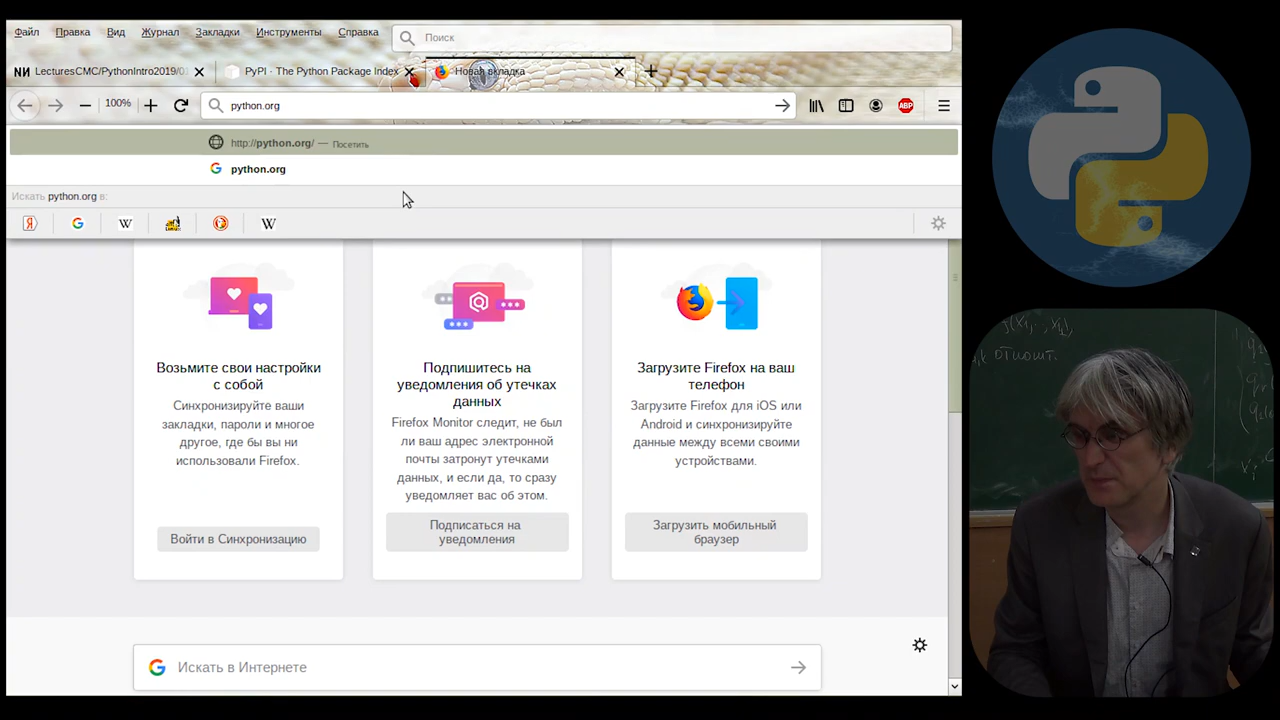 Файл Правка Вид Журнал Закладки Инструменты Справка Поиск
LecturesCMC/PythonIntro2019/0 PyPI · The Python Package Index Новая вкладка
100% python.org
http://python.org/ — Посетить
python.org
Искать python.org в:
Возьмите свои настройки
с собой
Синхронизируйте ваши
закладки, пароли и многое
другое, где бы вы ни
использовали Firefox.
Войти в Синхронизацию
Подпишитесь на
уведомления об утечках
данных
Firefox Monitor следит, не был
ли ваш адрес электронной
почты затронут утечками
данных, и если да, то сразу
уведомляет вас об этом.
Подписаться на
уведомления
Загрузите Firefox на ваш
телефон
Загрузите Firefox для iOS или
Android и синхронизируйте
данные между всеми своими
устройствами.
Загрузить мобильный
браузер
Искать в Интернете
ABP